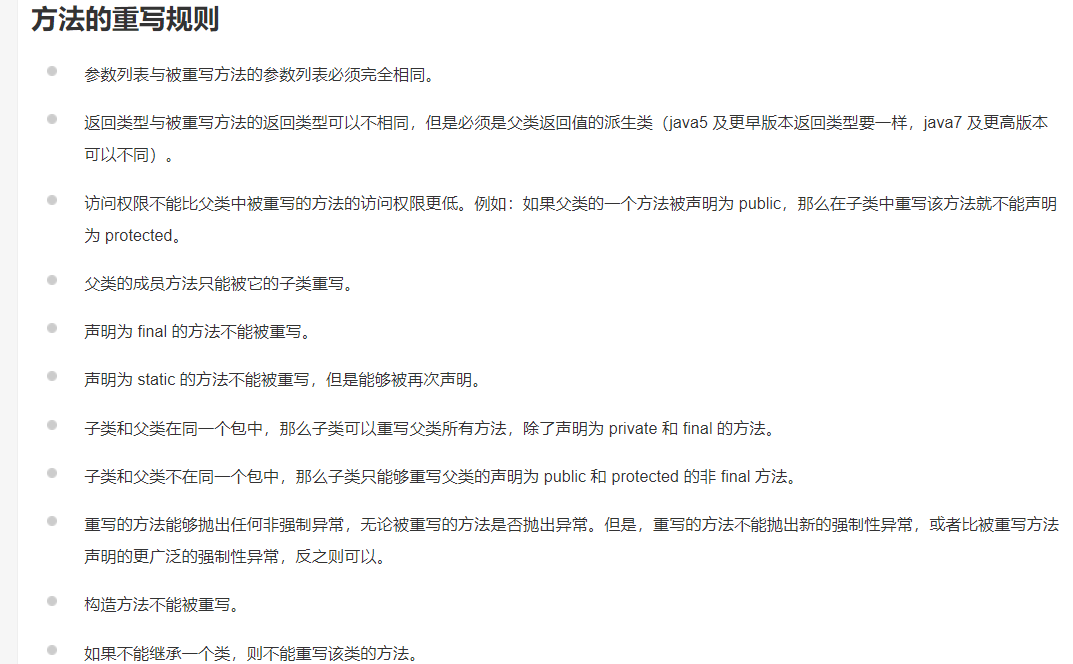 方法的重写规则
参数列表与被重写方法的参数列表必须完全相同。
返回类型与被重写方法的返回类型可以不相同，但是必须是父类返回值的派生类（java5 及更早版本返回类型要一样，java7 及更高版本
可以不同）。
访问权限不能比父类中被重写的方法的访问权限更低。例如：如果父类的一个方法被声明为 public，那么在子类中重写该方法就不能声明
为 protected。
父类的成员方法只能被它的子类重写。
声明为 final 的方法不能被重写。
声明为 static 的方法不能被重写，但是能够被再次声明。
子类和父类在同一个包中，那么子类可以重写父类所有方法，除了声明为 private 和 final 的方法。
子类和父类不在同一个包中，那么子类只能够重写父类的声明为 public 和 protected 的非 final 方法。
重写的方法能够抛出任何非强制异常，无论被重写的方法是否抛出异常。但是，重写的方法不能抛出新的强制性异常，或者比被重写方法
声明的更广泛的强制性异常，反之则可以。
构造方法不能被重写。
如果不能继承一个类，则不能重写该类的方法。